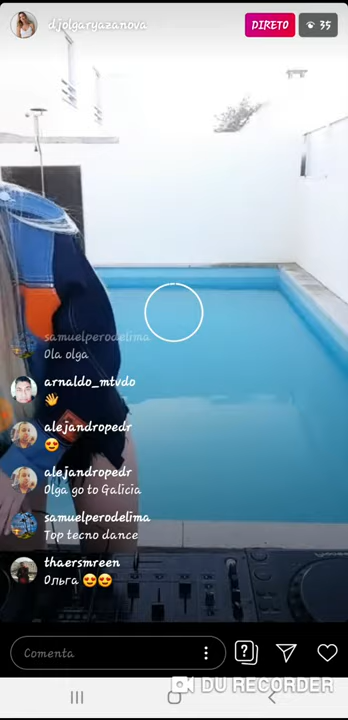 djolgaryazanova
DIRETO
35
samuelperodelima
Ola olga
arnaldo_mtvdo
👋
alejandropedr
😍
alejandropedr
Olga go to Galicia
samuelperodelima
Top tecno dance
thaersmreen
Ольга 😍😍
Comenta
DU RECORDER